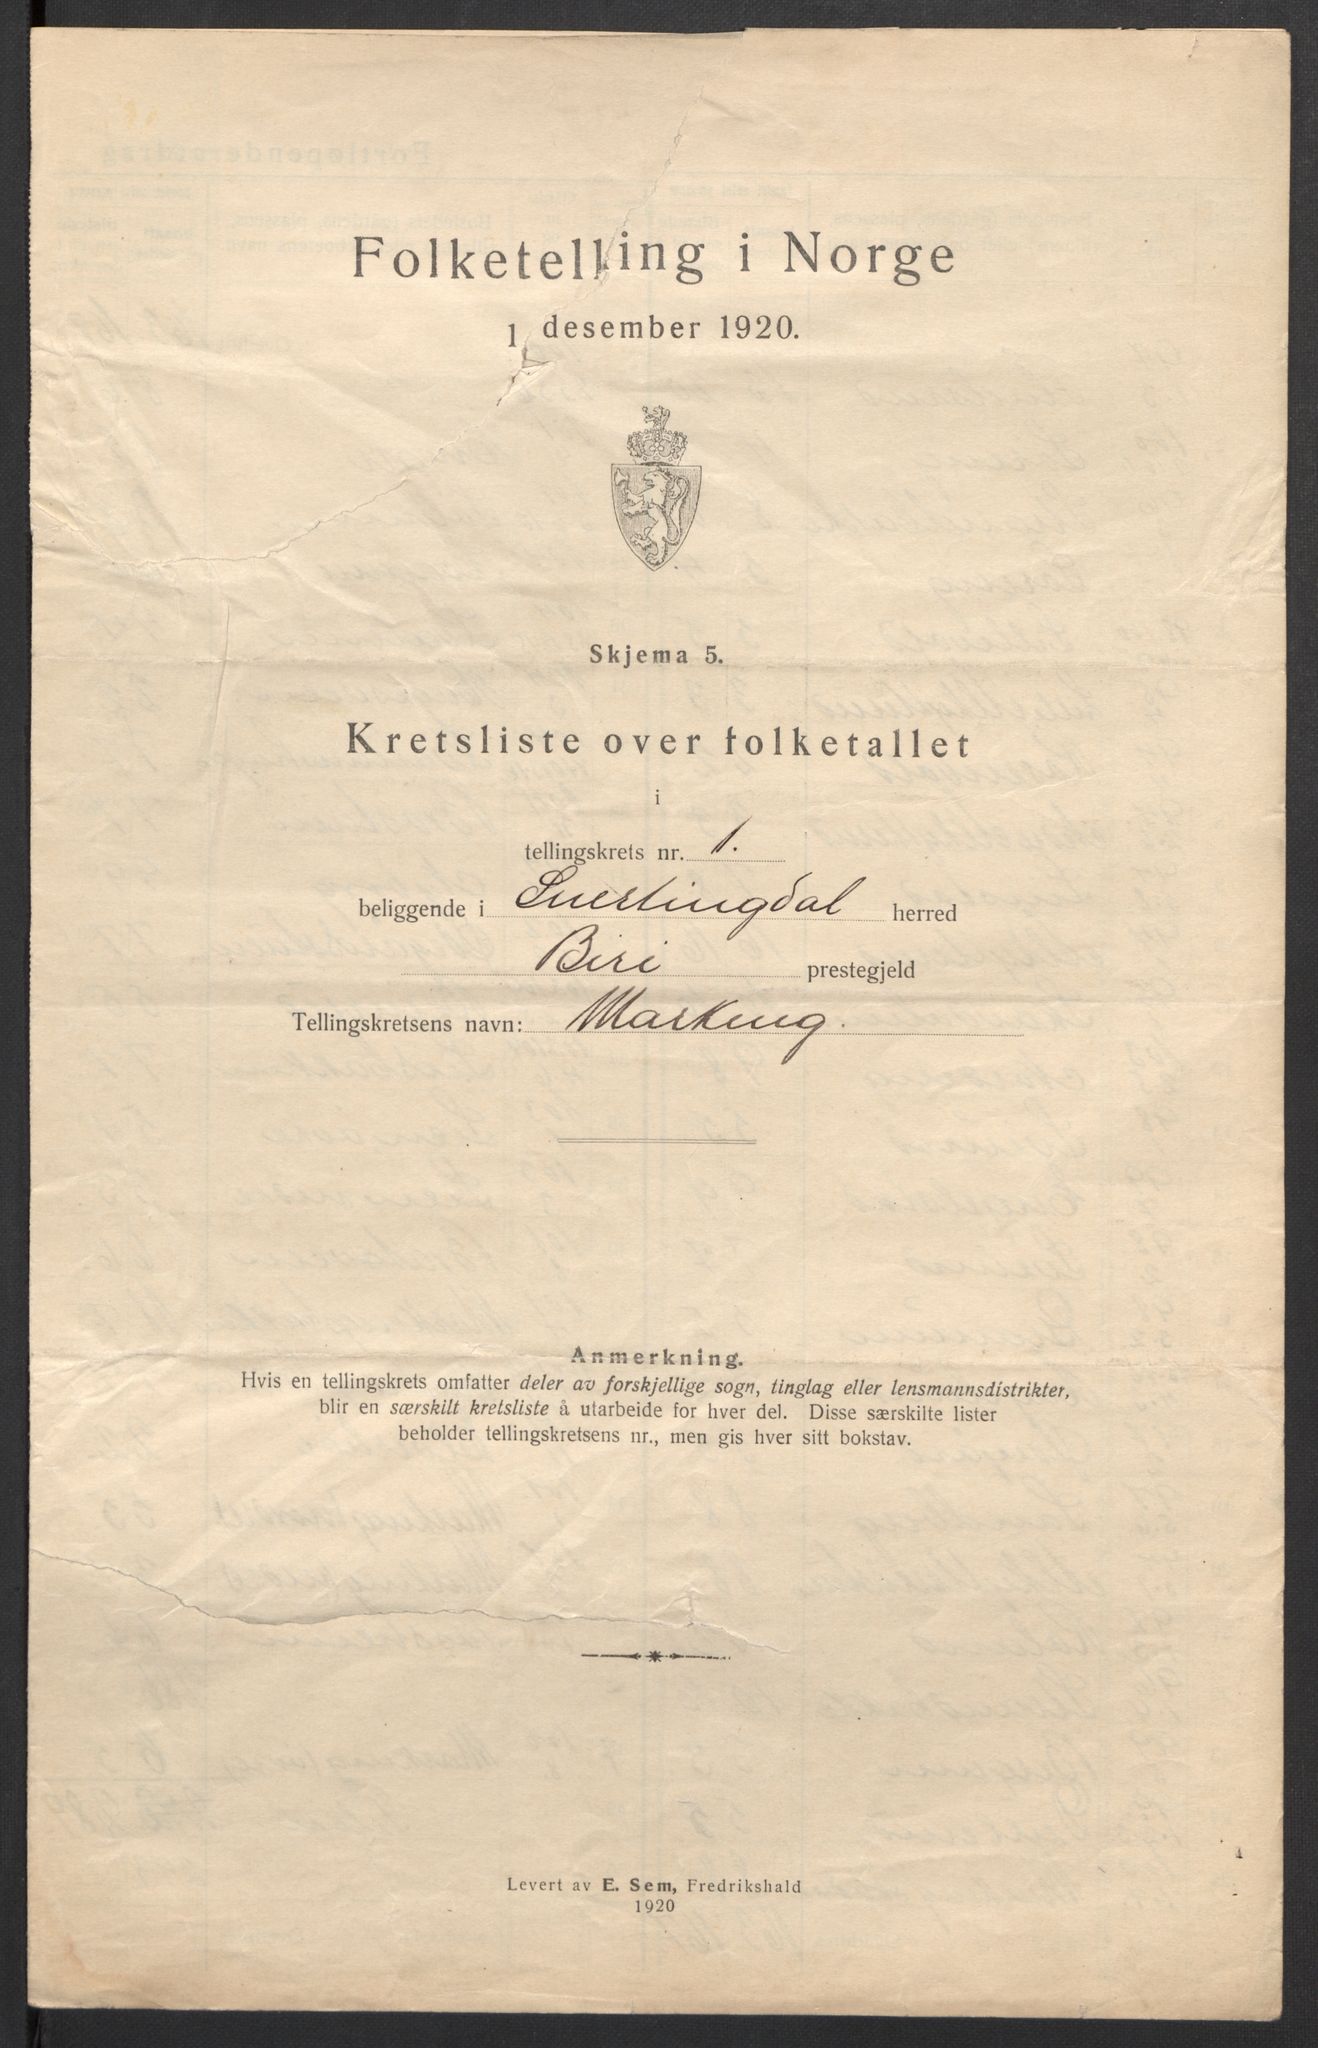 Folketelling i Norge
1 desember 1920.
Skjema 5.
Kretsliste over folketallet
i
tellingskrets nr. 1.
beliggende i Snertingdal herred
Biri prestegjeld
Tellingskretsens navn: Markeng.
Anmerkning.
Hvis en tellingskrets omfatter deler av forskjellige sogn, tinglag eller lensmannsdistrikter,
blir en særskilt kretsliste å utarbeide for hver del. Disse særskilte lister
beholder tellingskretsens nr., men gis hver sitt bokstav.
Levert av E. Sem, Fredrikshald
1920